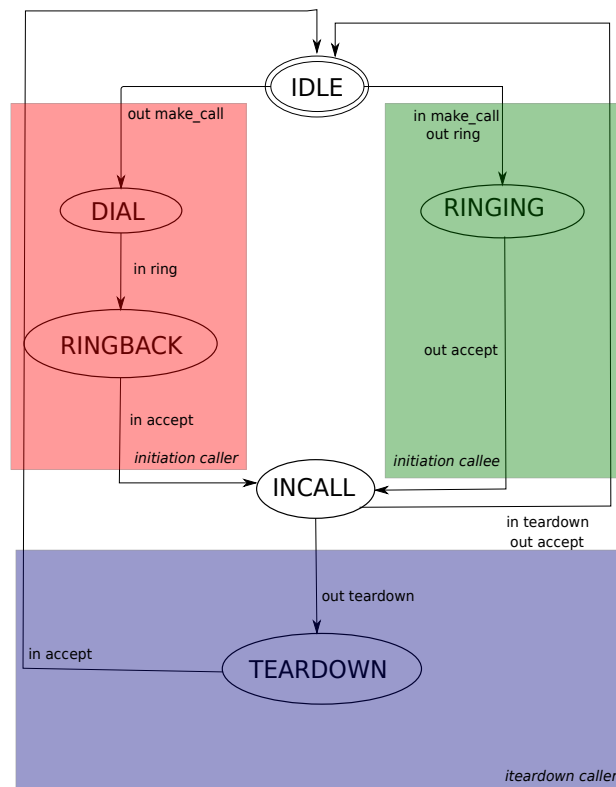 IDLE
out make_call
in make_call
out ring
DIAL
RINGING
in ring
RINGBACK
out accept
in accept
initiation caller
initiation callee
INCALL
in teardown
out accept
out teardown
in accept
TEARDOWN
iteardown caller